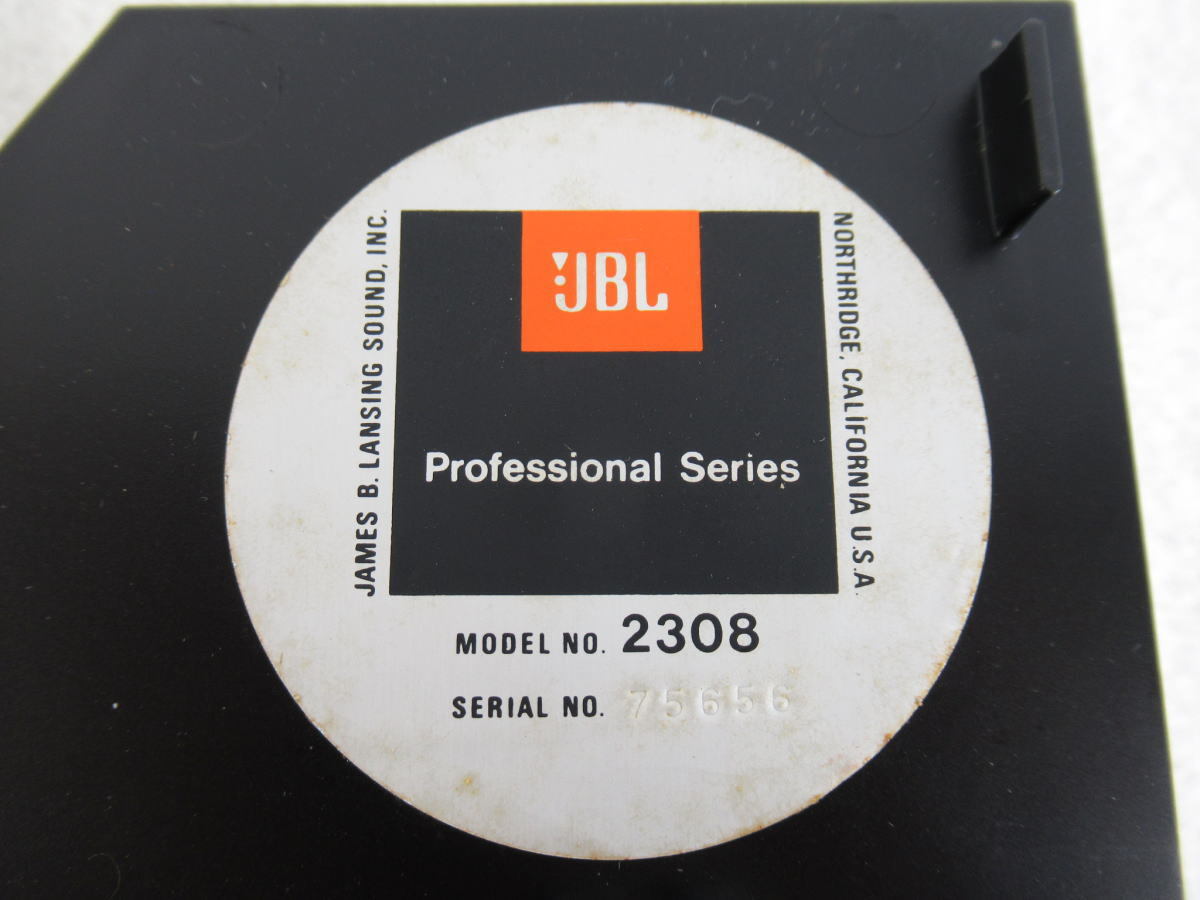 JBL
Professional Series
JAMES B. LANSING SOUND, INC.
NORTHRIDGE, CALIFORNIA U.S.A.
MODEL NO. 2308
SERIAL NO. 75656